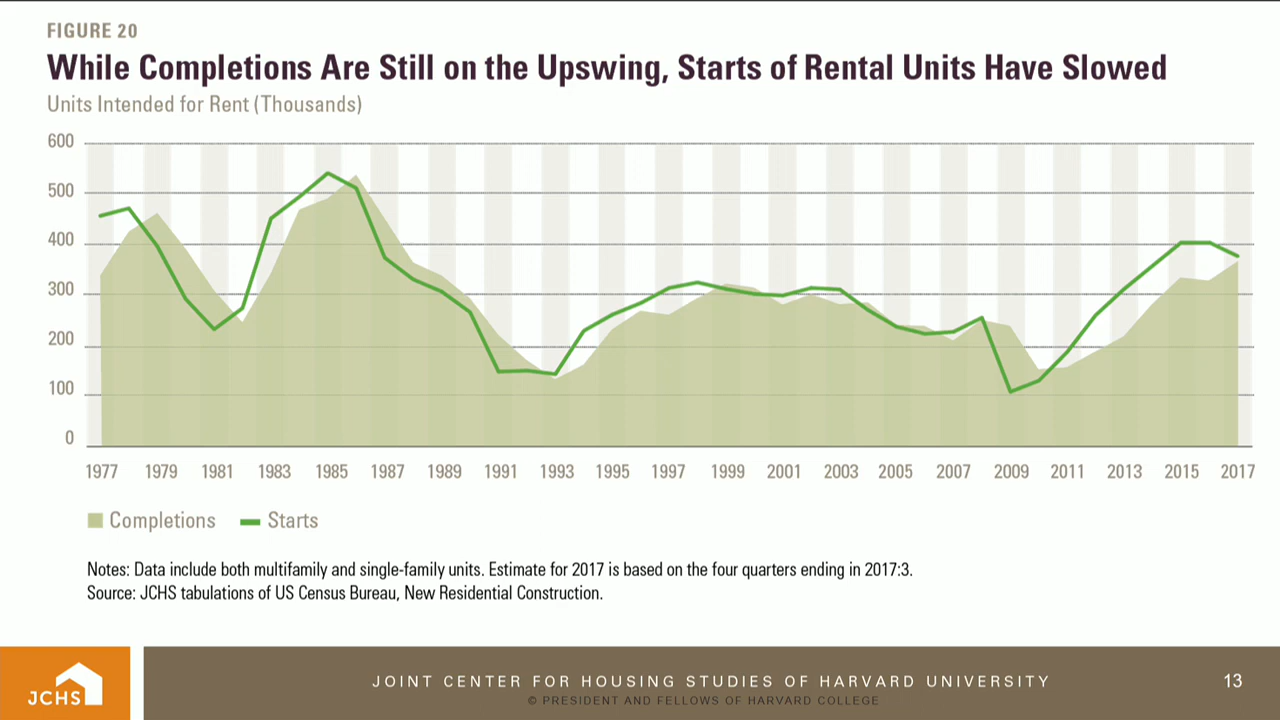 FIGURE 20
While Completions Are Still on the Upswing, Starts of Rental Units Have Slowed
Units Intended for Rent (Thousands)
600
500
400
300
200
100
0
1977 1979 1981 1983 1985 1987 1989 1991 1993 1995 1997 1999 2001 2003 2005 2007 2009 2011 2013 2015 2017
Completions Starts
Notes: Data include both multifamily and single-family units. Estimate for 2017 is based on the four quarters ending in 2017:3.
Source: JCHS tabulations of US Census Bureau, New Residential Construction.
JCHS
JOINT CENTER FOR HOUSING STUDIES OF HARVARD UNIVERSITY 13
© PRESIDENT AND FELLOWS OF HARVARD COLLEGE